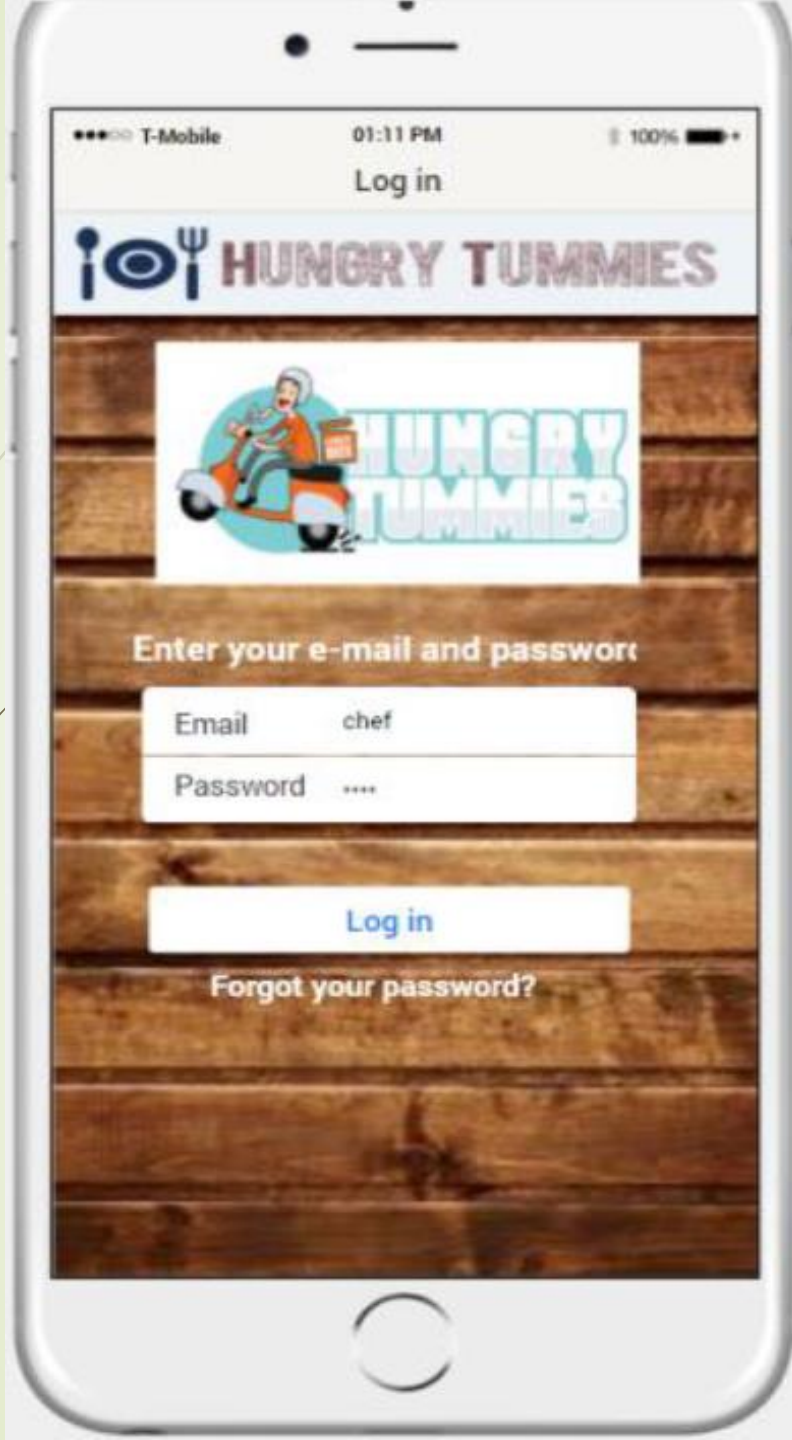 T-Mobile 01:11 PM 100%
Log in
HUNGRY TUMMIES
HUNGRY
TUMMIES
Enter your e-mail and password
Email chef
Password ••••
Log in
Forgot your password?